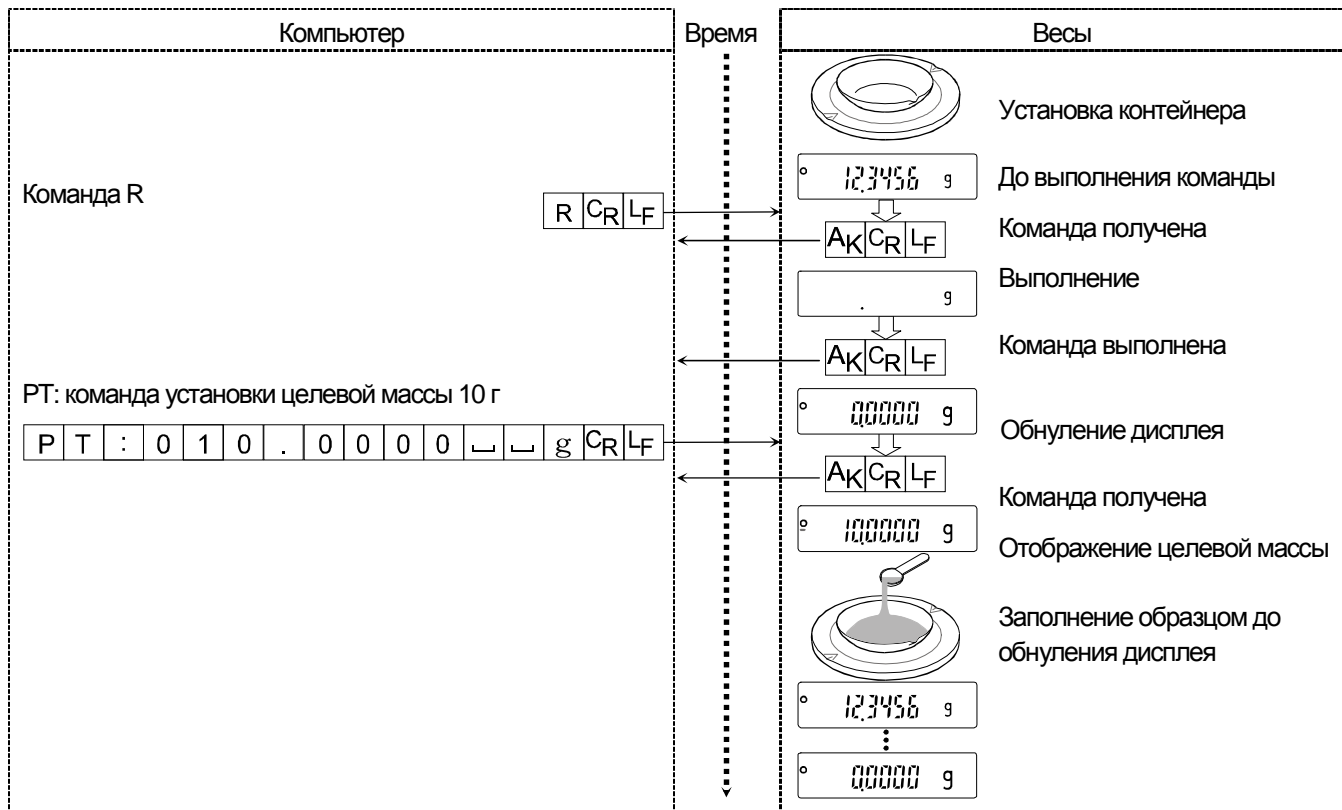 Компьютер
Время
Весы
Установка контейнера
12.3456 g
До выполнения команды
Команда R
R CR LF
AK CR LF
Команда получена
. g
Выполнение
AK CR LF
Команда выполнена
PT: команда установки целевой массы 10 г
P T : 0 1 0 . 0 0 0 0 ␣ ␣ g CR LF
0.0000 g
Обнуление дисплея
AK CR LF
Команда получена
10.0000 g
Отображение целевой массы
Заполнение образцом до
обнуления дисплея
12.3456 g
0.0000 g